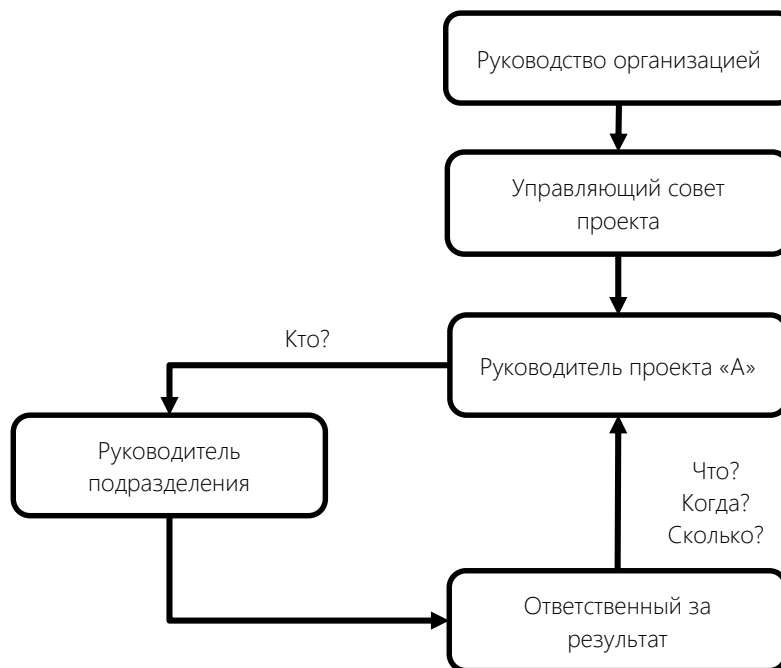 Руководство организацией
Управляющий совет
проекта
Кто?
Руководитель проекта «А»
Руководитель
подразделения
Что?
Когда?
Сколько?
Ответственный за
результат